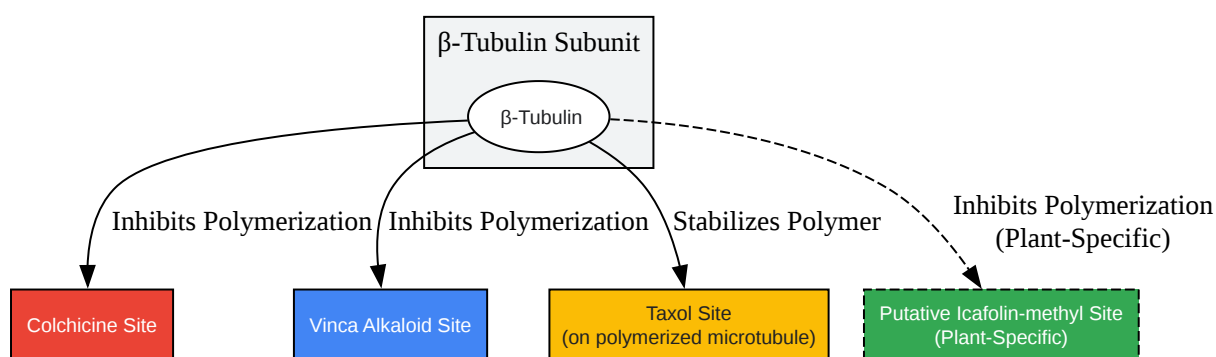 β-Tubulin Subunit
β-Tubulin
Inhibits Polymerization
Inhibits Polymerization
Stabilizes Polymer
Inhibits Polymerization
(Plant-Specific)
Colchicine Site
Vinca Alkaloid Site
Taxol Site
(on polymerized microtubule)
Putative Icafolin-methyl Site
(Plant-Specific)